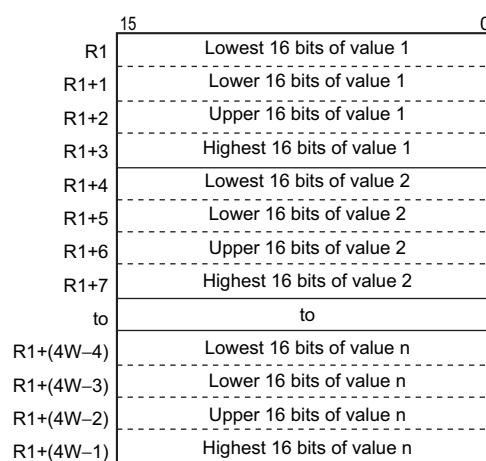 15 0
R1 Lowest 16 bits of value 1
R1+1 Lower 16 bits of value 1
R1+2 Upper 16 bits of value 1
R1+3 Highest 16 bits of value 1
R1+4 Lowest 16 bits of value 2
R1+5 Lower 16 bits of value 2
R1+6 Upper 16 bits of value 2
R1+7 Highest 16 bits of value 2
to to
R1+(4W–4) Lowest 16 bits of value n
R1+(4W–3) Lower 16 bits of value n
R1+(4W–2) Upper 16 bits of value n
R1+(4W–1) Highest 16 bits of value n